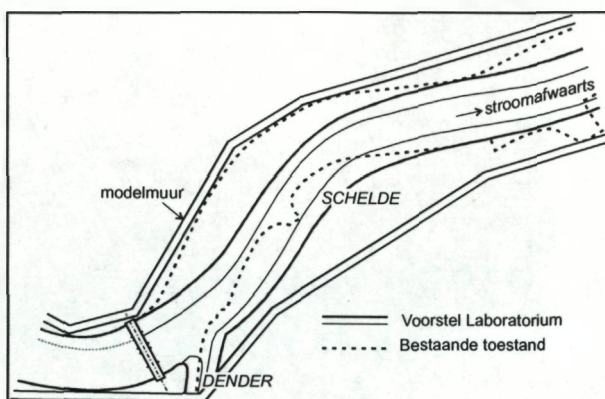 →stroomafwaarts
modelmuur
SCHELDE
Voorstel Laboratorium
Bestaande toestand
DENDER